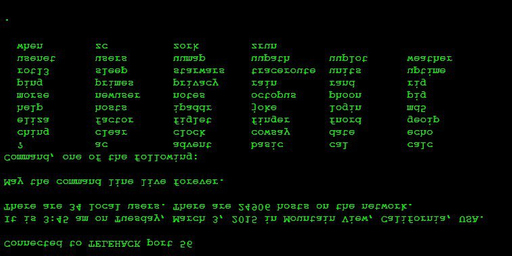 Connected to TELEHACK port 56
It is 3:45 am on Tuesday, March 3, 2015 in Mountain View, California, USA.
There are 34 local users. There are 24906 hosts on the network.
May the command line live forever.
Command, one of the following:
? ac advent basic cal calc
ching clear clock cowsay date echo
eliza factor figlet finger fnord geoip
help hosts ipaddr joke login md5
morse newuser notes octopus phoon pig
ping primes privacy rain rand rig
rot13 sleep starwars traceroute units uptime
usenet users uumap uupath uuplot weather
when zc zork zrun
.